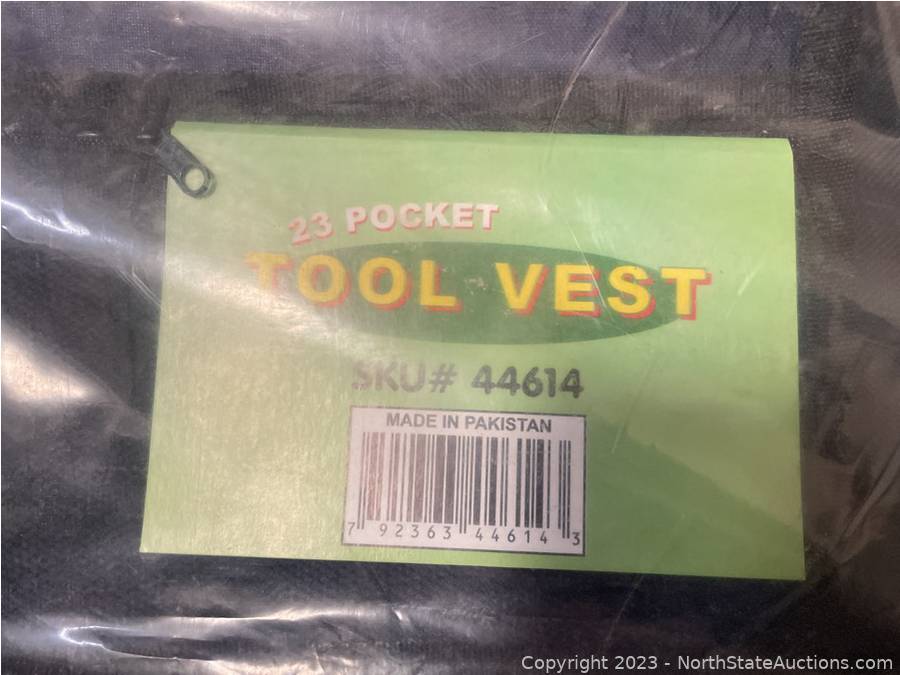 23 POCKET
TOOL VEST
SKU# 44614
MADE IN PAKISTAN
7 92363 44614 3
Copyright 2023 - NorthStateAuctions.com